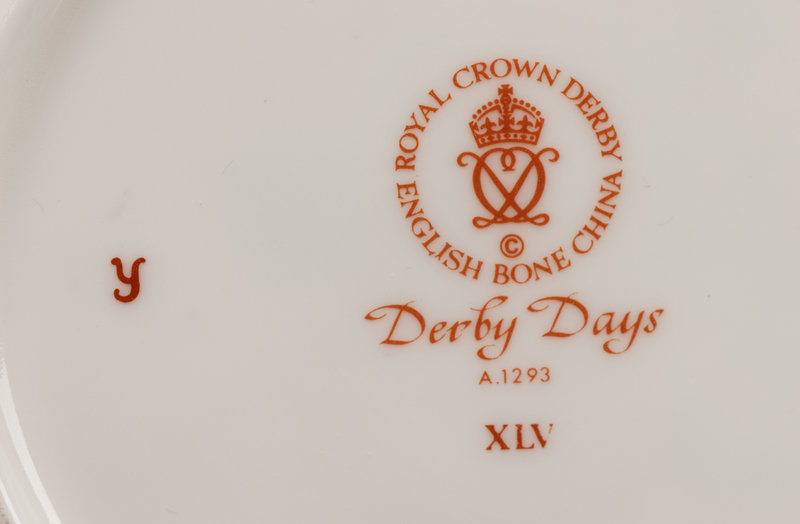 ROYAL CROWN DERBY
ENGLISH BONE CHINA
©
Derby Days
A.1293
XLV
y